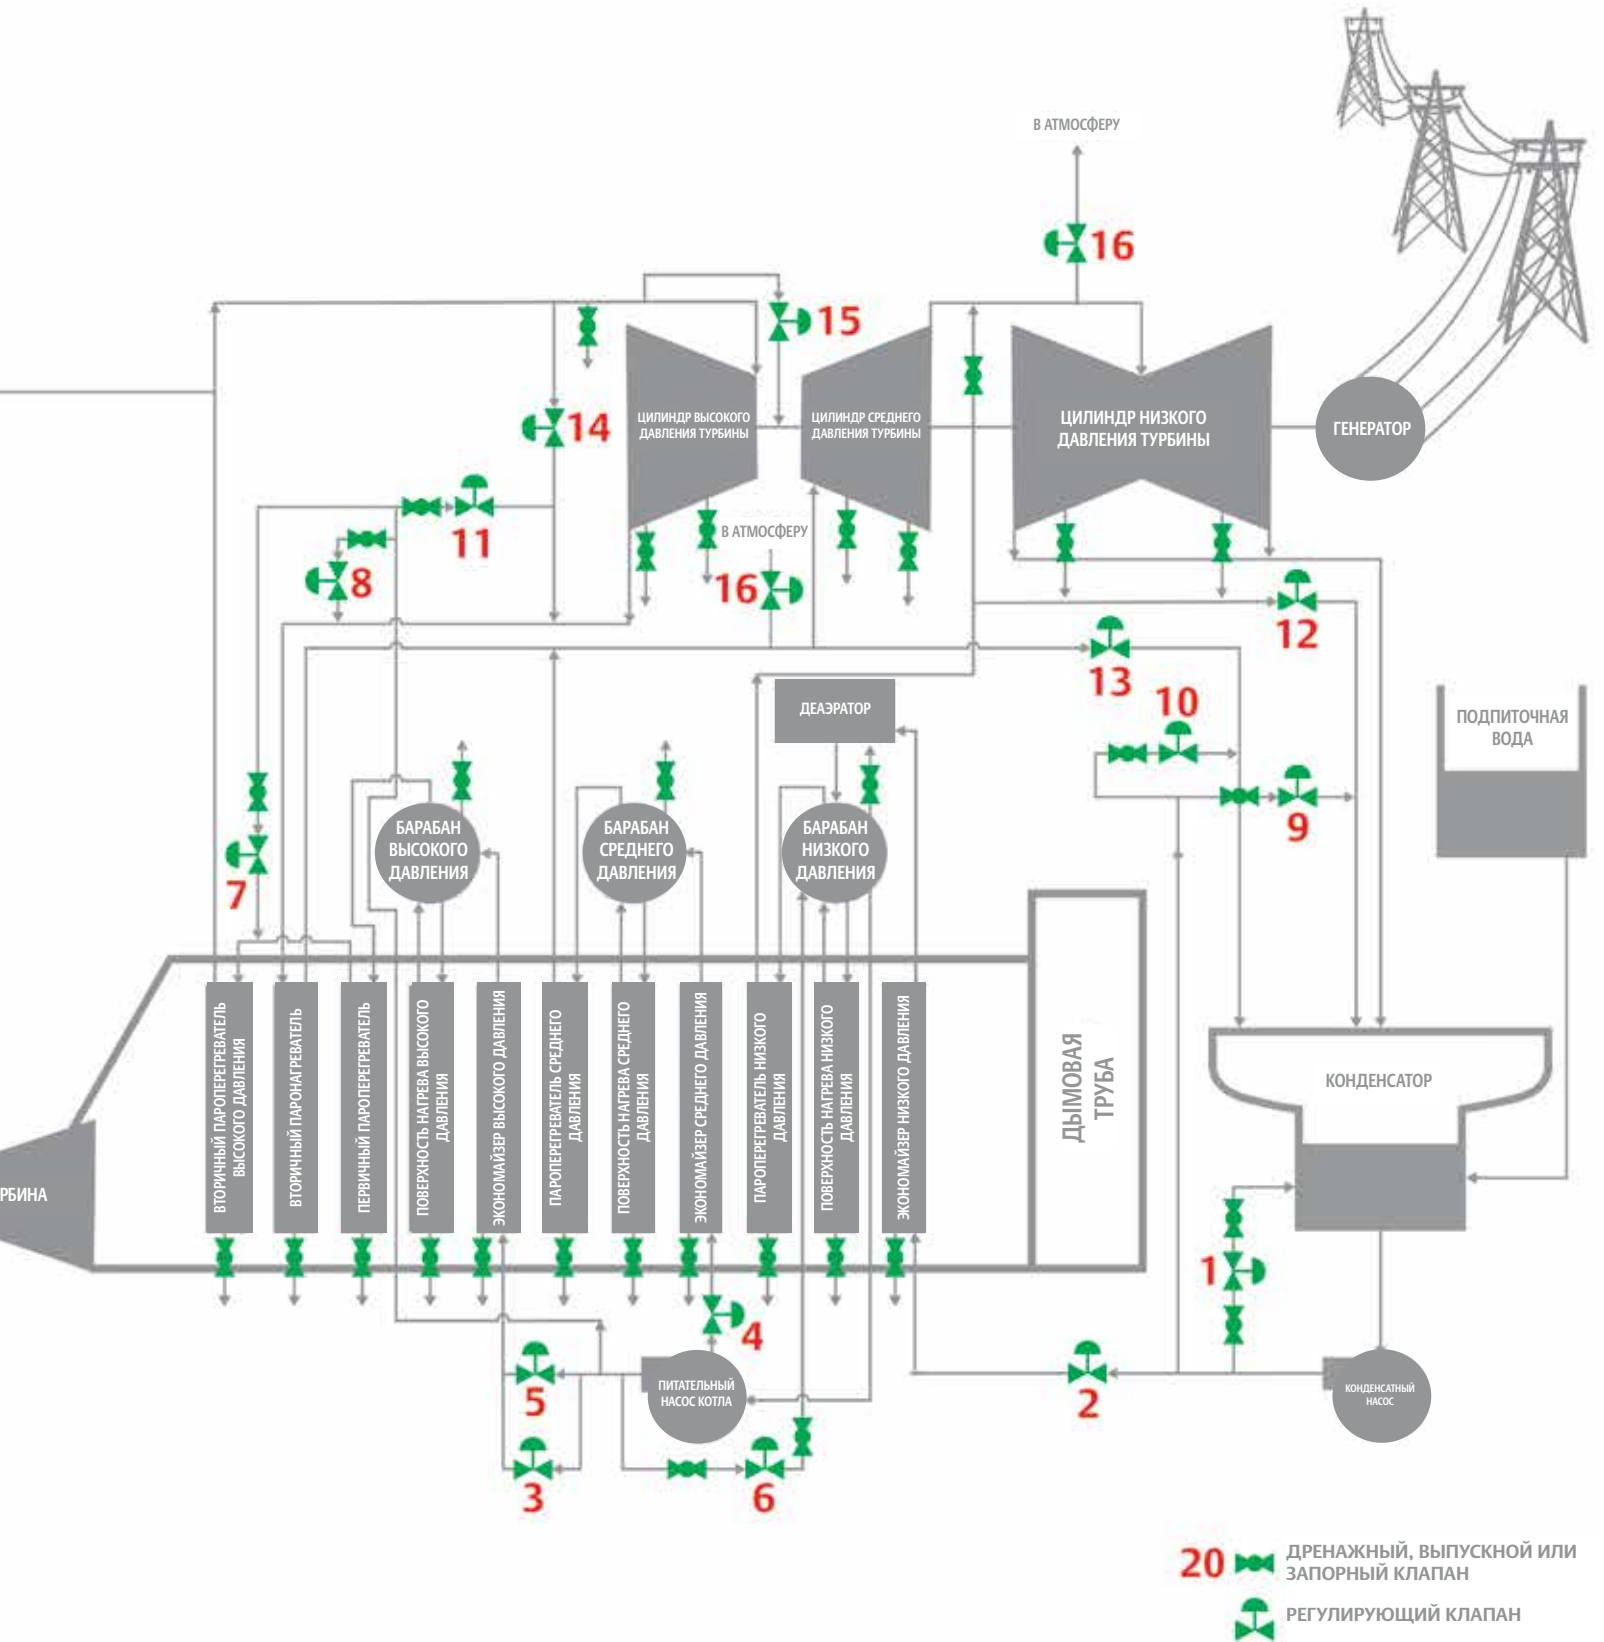 В АТМОСФЕРУ
16
15
ЦИЛИНДР ВЫСОКОГО
ДАВЛЕНИЯ ТУРБИНЫ
ЦИЛИНДР СРЕДНЕГО
ДАВЛЕНИЯ ТУРБИНЫ
ЦИЛИНДР НИЗКОГО
ДАВЛЕНИЯ ТУРБИНЫ
ГЕНЕРАТОР
14
11
В АТМОСФЕРУ
8
16
12
13
10
ДЕАЭРАТОР
ПОДПИТОЧНАЯ
ВОДА
БАРАБАН
ВЫСОКОГО
ДАВЛЕНИЯ
БАРАБАН
СРЕДНЕГО
ДАВЛЕНИЯ
БАРАБАН
НИЗКОГО
ДАВЛЕНИЯ
9
7
ВТОРИЧНЫЙ ПАРОПЕРЕГРЕВАТЕЛЬ
ВЫСОКОГО ДАВЛЕНИЯ
ВТОРИЧНЫЙ ПАРОНАГРЕВАТЕЛЬ
ПЕРВИЧНЫЙ ПАРОПЕРЕГРЕВАТЕЛЬ
ПОВЕРХНОСТЬ НАГРЕВА ВЫСОКОГО
ДАВЛЕНИЯ
ЭКОНОМАЙЗЕР ВЫСОКОГО ДАВЛЕНИЯ
ПАРОПЕРЕГРЕВАТЕЛЬ СРЕДНЕГО
ДАВЛЕНИЯ
ПОВЕРХНОСТЬ НАГРЕВА СРЕДНЕГО
ДАВЛЕНИЯ
ЭКОНОМАЙЗЕР СРЕДНЕГО ДАВЛЕНИЯ
ПАРОПЕРЕГРЕВАТЕЛЬ НИЗКОГО
ДАВЛЕНИЯ
ПОВЕРХНОСТЬ НАГРЕВА НИЗКОГО
ДАВЛЕНИЯ
ЭКОНОМАЙЗЕР НИЗКОГО ДАВЛЕНИЯ
ДЫМОВАЯ
ТРУБА
КОНДЕНСАТОР
РБИНА
1
4
5
ПИТАТЕЛЬНЫЙ
НАСОС КОТЛА
2
КОНДЕНСАТНЫЙ
НАСОС
3
6
20
ДРЕНАЖНЫЙ, ВЫПУСКНОЙ ИЛИ
ЗАПОРНЫЙ КЛАПАН
РЕГУЛИРУЮЩИЙ КЛАПАН